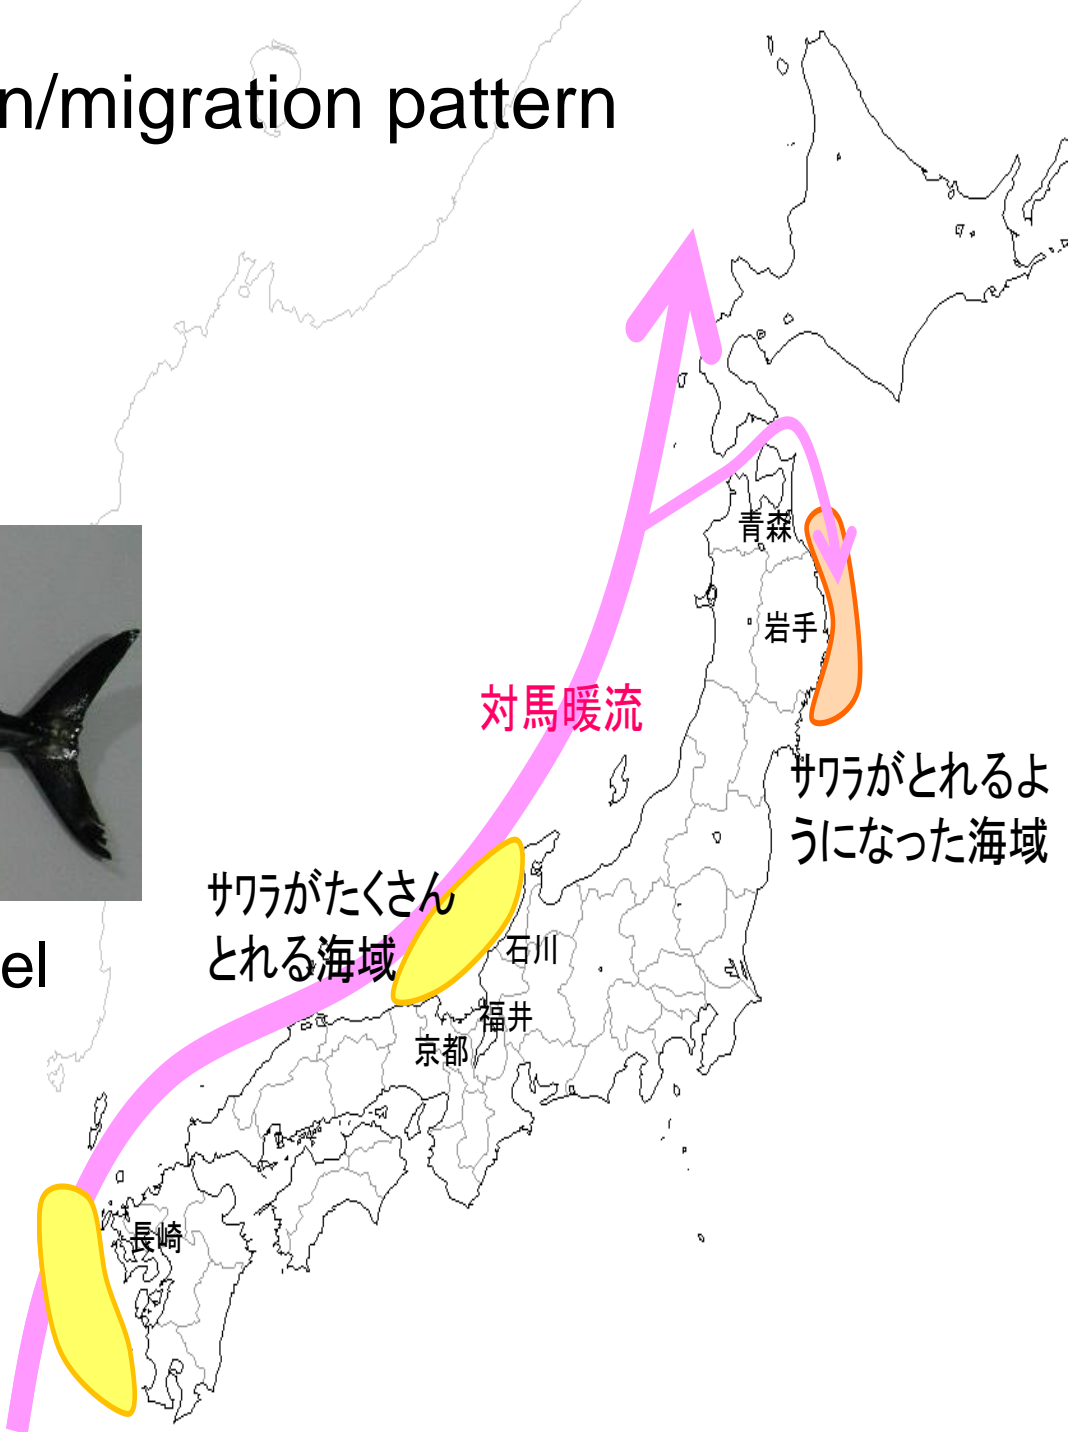 n/migration pattern
青森
岩手
対馬暖流
サワラがとれるよ
うになった海域
サワラがたくさん
とれる海域
el
石川
福井
京都
長崎